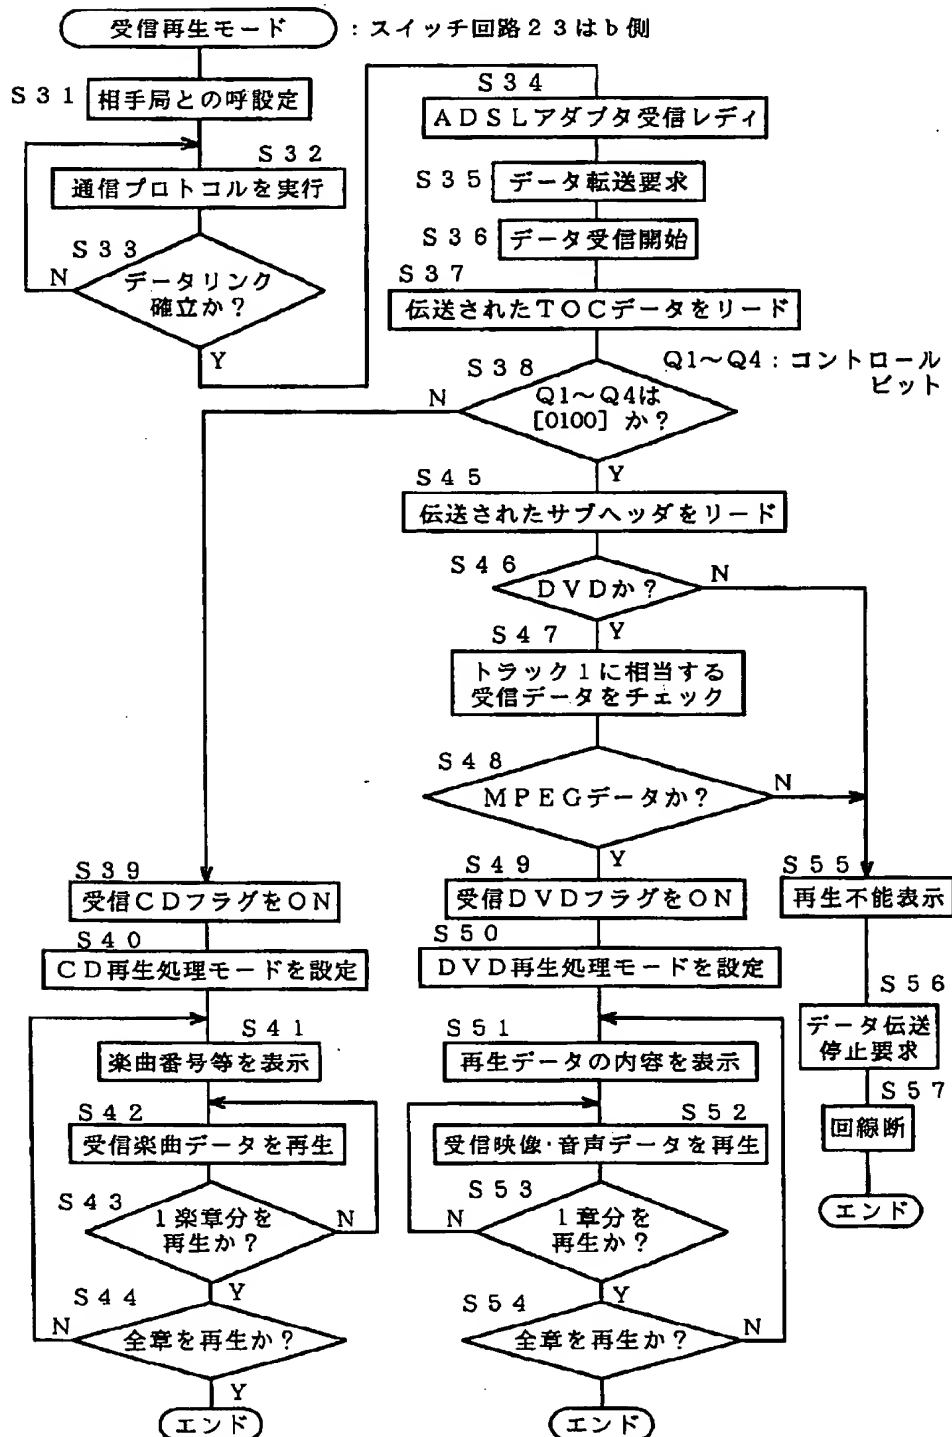 受信再生モード
：スイッチ回路２３はｂ側
Ｓ３１
相手局との呼設定
Ｓ３２
通信プロトコルを実行
Ｓ３３
データリンク
確立か？
N
Y
Ｓ３４
ＡＤＳＬアダプタ受信レディ
Ｓ３５
データ転送要求
Ｓ３６
データ受信開始
Ｓ３７
伝送されたＴＯＣデータをリード
Ｓ３８
Q1～Q4は
[0100] か？
N
Y
Q1～Q4：コントロール
ビット
Ｓ４５
伝送されたサブヘッダをリード
Ｓ４６
ＤＶＤか？
N
Y
Ｓ４７
トラック１に相当する
受信データをチェック
Ｓ４８
ＭＰＥＧデータか？
N
Y
Ｓ３９
受信ＣＤフラグをＯＮ
Ｓ４０
ＣＤ再生処理モードを設定
Ｓ４１
楽曲番号等を表示
Ｓ４２
受信楽曲データを再生
Ｓ４３
１楽章分を
再生か？
N
Y
Ｓ４４
全章を再生か？
N
Y
エンド
Ｓ４９
受信ＤＶＤフラグをＯＮ
Ｓ５０
ＤＶＤ再生処理モードを設定
Ｓ５１
再生データの内容を表示
Ｓ５２
受信映像・音声データを再生
Ｓ５３
１章分を
再生か？
N
Y
Ｓ５４
全章を再生か？
N
エンド
Ｓ５５
再生不能表示
Ｓ５６
データ伝送
停止要求
Ｓ５７
回線断
エンド